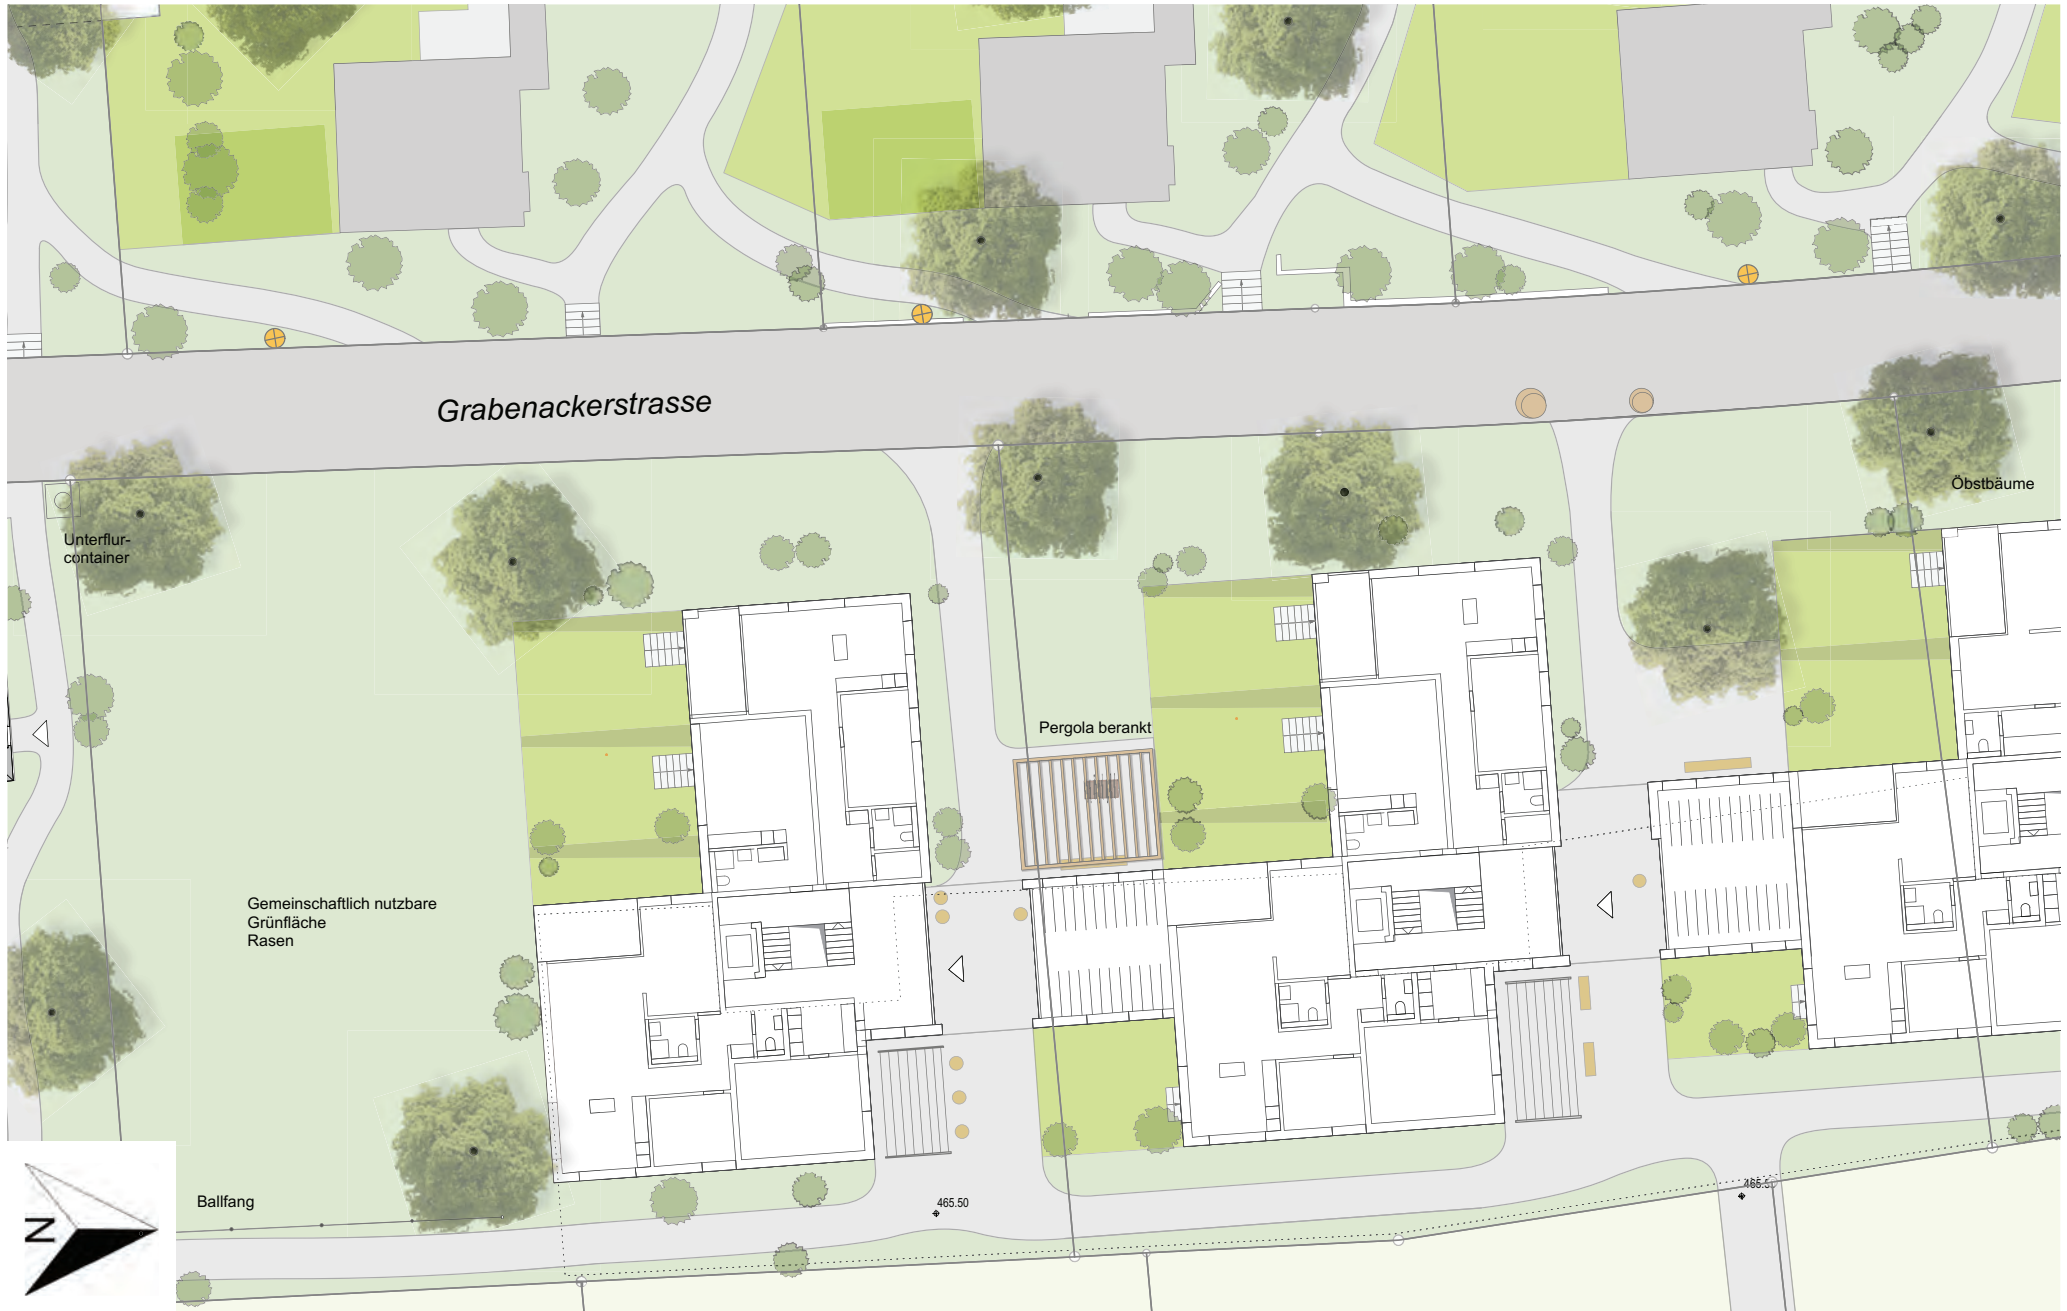 Grabenackerstrasse
Öbstbäume
Unterflur-
container
Pergola berankt
Gemeinschaftlich nutzbare
Grünfläche
Rasen
Ballfang
465.50
N